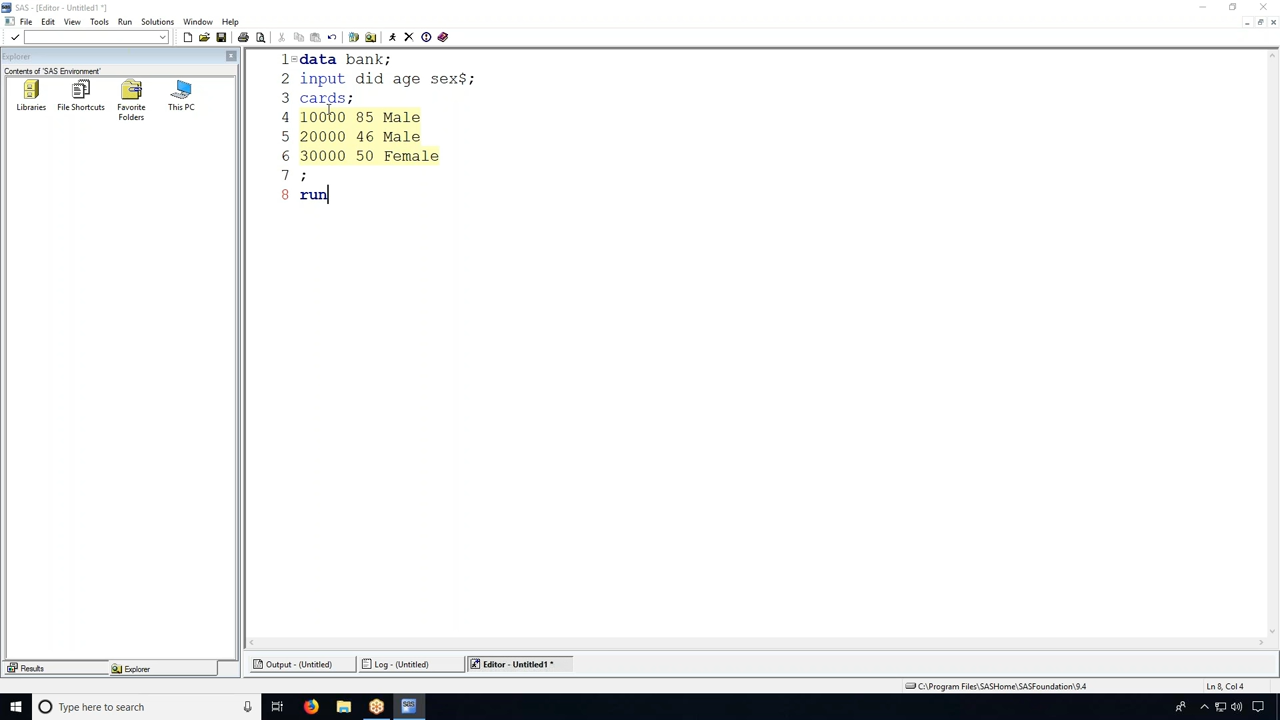 SAS - [Editor - Untitled1 *]
File Edit View Tools Run Solutions Window Help
Explorer
Contents of 'SAS Environment'
Libraries File Shortcuts Favorite Folders This PC
1 data bank;
2 input did age sex$;
3 cards;
4 10000 85 Male
5 20000 46 Male
6 30000 50 Female
7 ;
8 run
Results Explorer
Output - (Untitled) Log - (Untitled) Editor - Untitled1 *
C:\Program Files\SASHome\SASFoundation\9.4 Ln 8, Col 4
Type here to search